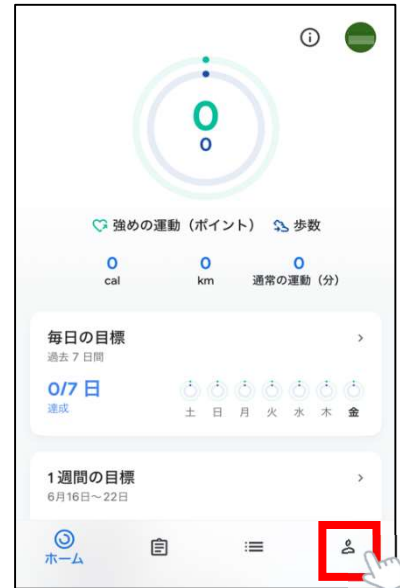 0
0
強めの運動（ポイント） 歩数
0 0 0
cal km 通常の運動（分）
毎日の目標
過去 7 日間
0/7 日
達成
土 日 月 火 水 木 金
1週間の目標
6月16日～22日
ホーム